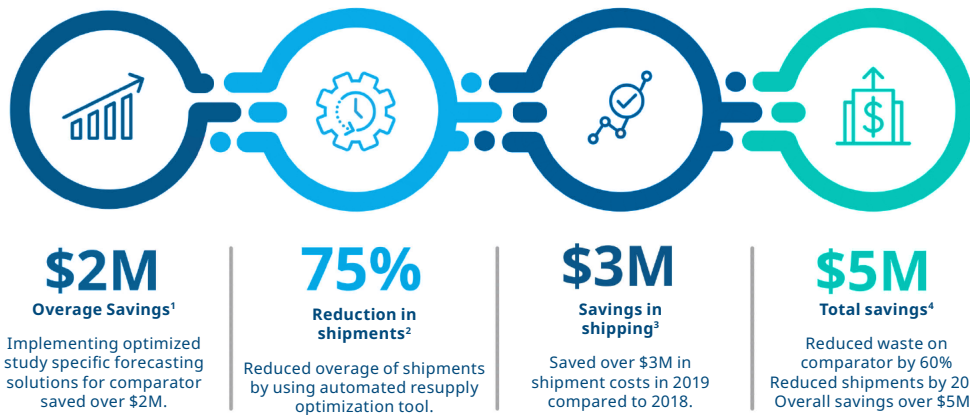 $2M
Overage Savings¹
Implementing optimized
study specific forecasting
solutions for comparator
saved over $2M.
75%
Reduction in
shipments²
Reduced overage of shipments
by using automated resupply
optimization tool.
$3M
Savings in
shipping³
Saved over $3M in
shipment costs in 2019
compared to 2018.
$5M
Total savings⁴
Reduced waste on
comparator by 60%
Reduced shipments by 20
Overall savings over $5M